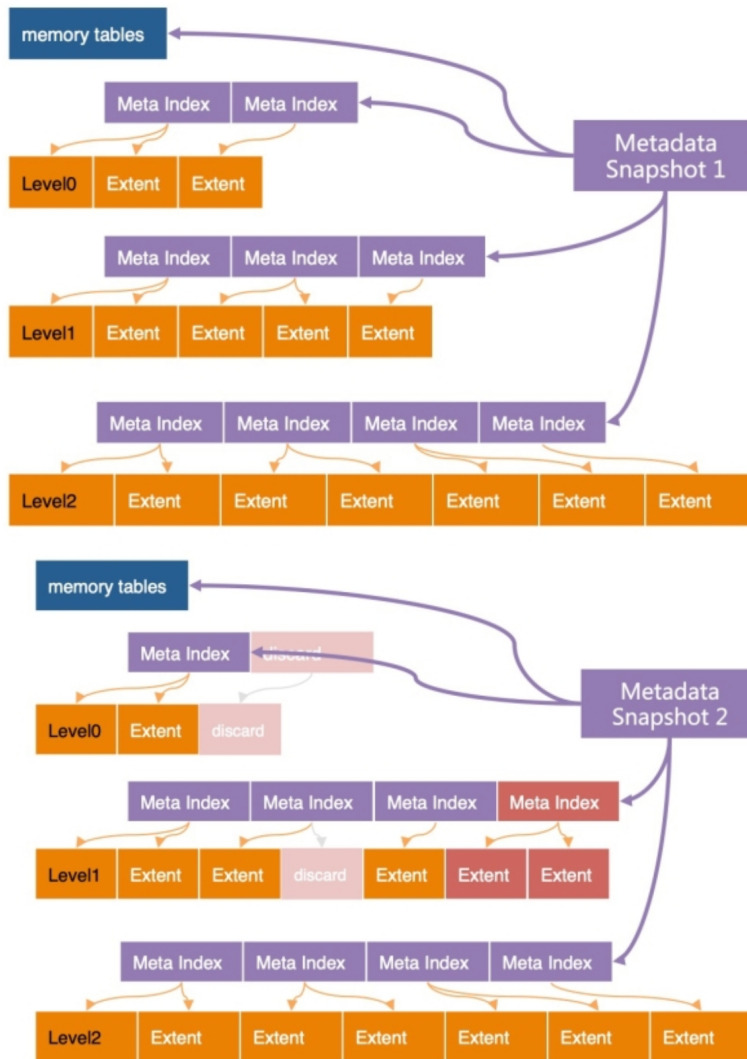 memory tables
Meta Index Meta Index
Metadata
Snapshot 1
Level0 Extent Extent
Meta Index Meta Index Meta Index
Level1 Extent Extent Extent Extent
Meta Index Meta Index Meta Index Meta Index
Level2 Extent Extent Extent Extent Extent Extent
memory tables
Meta Index discard
Metadata
Snapshot 2
Level0 Extent discard
Meta Index Meta Index Meta Index Meta Index
Level1 Extent Extent discard Extent Extent Extent
Meta Index Meta Index Meta Index Meta Index
Level2 Extent Extent Extent Extent Extent Extent